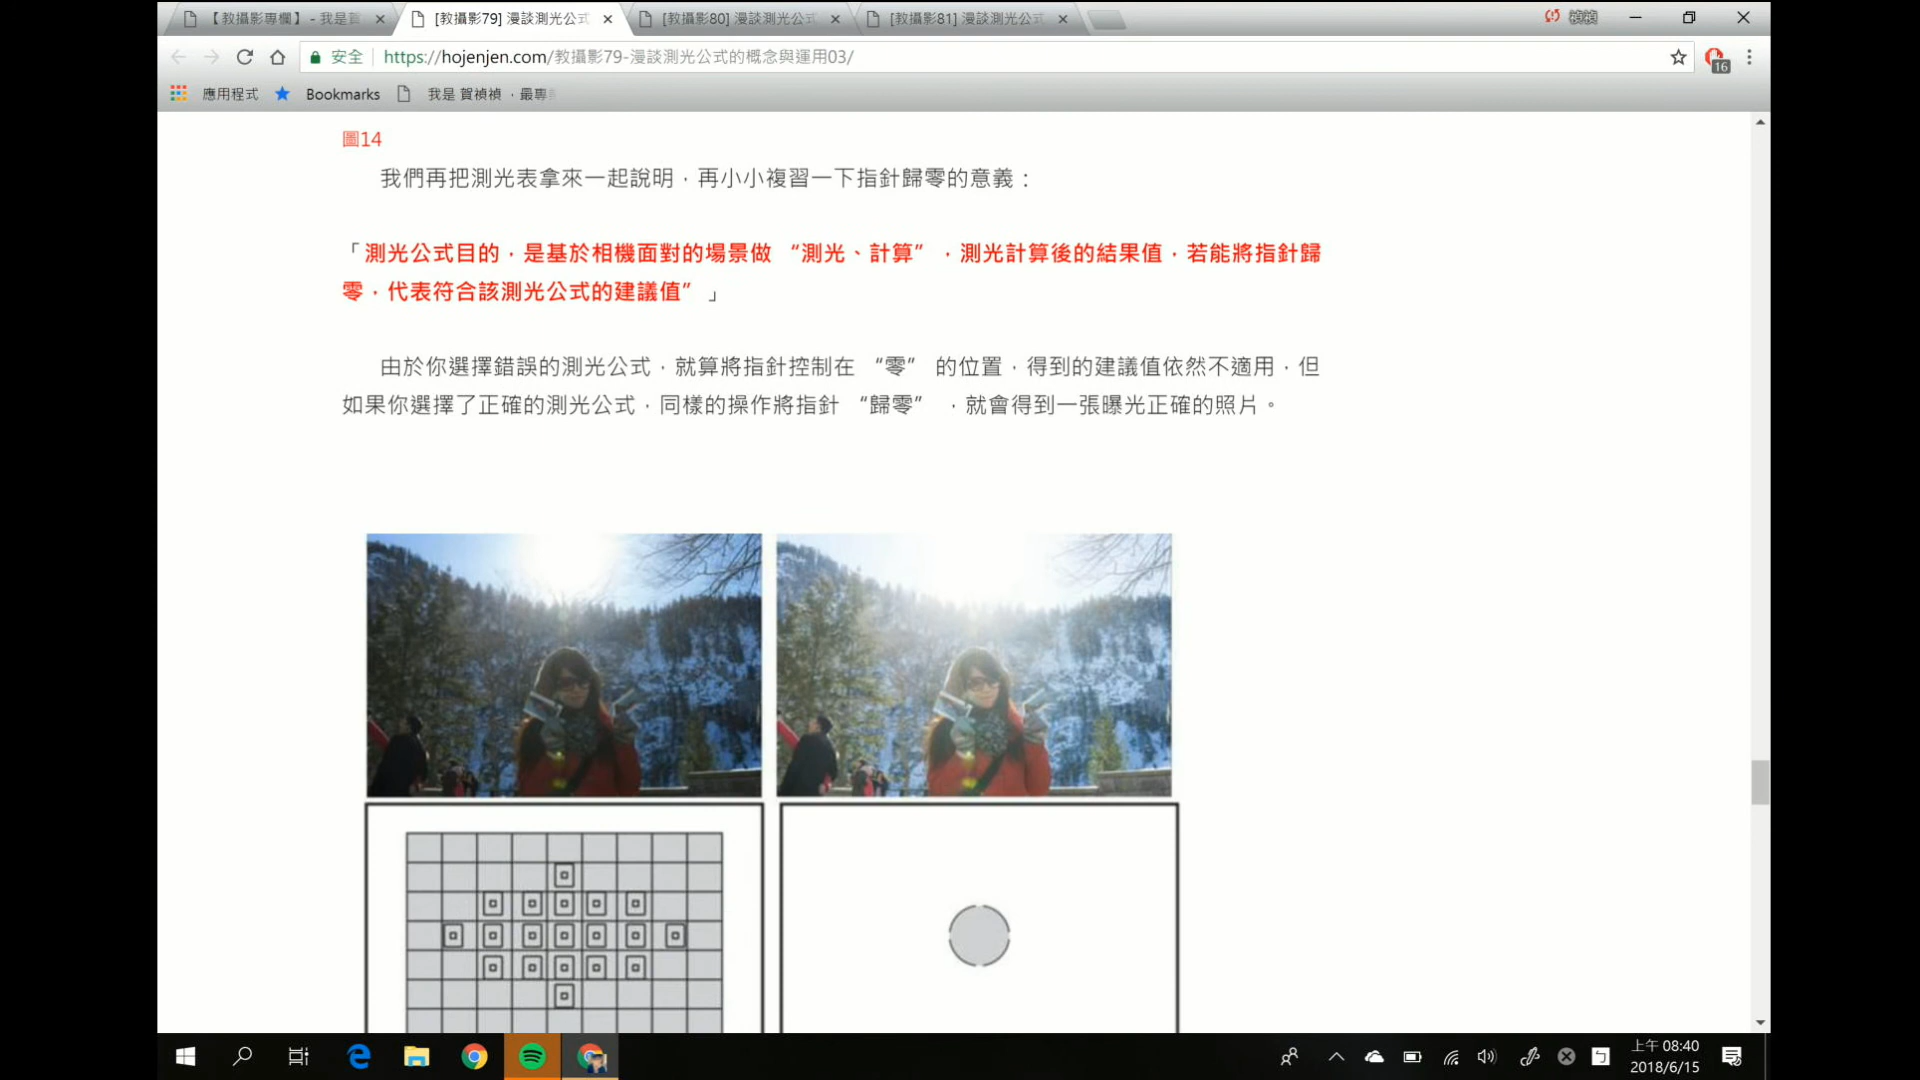 【教攝影專欄】 - 我是
[教攝影79] 漫談測光公式
[教攝影80] 漫談測光公式
[教攝影81] 漫談測光公式
禎禎
安全
https://hojenjen.com/教攝影79-漫談測光公式的概念與運用03/
16
應用程式
Bookmarks
我是 賀禎禎 ，最專
圖14
我們再把測光表拿來一起說明，再小小複習一下指針歸零的意義：
「測光公式目的，是基於相機面對的場景做 “測光、計算” ，測光計算後的結果值，若能將指針歸
零，代表符合該測光公式的建議值” 」
由於你選擇錯誤的測光公式，就算將指針控制在 “零” 的位置，得到的建議值依然不適用，但
如果你選擇了正確的測光公式，同樣的操作將指針 “歸零” ，就會得到一張曝光正確的照片。
ㄅ
上午 08:40
2018/6/15